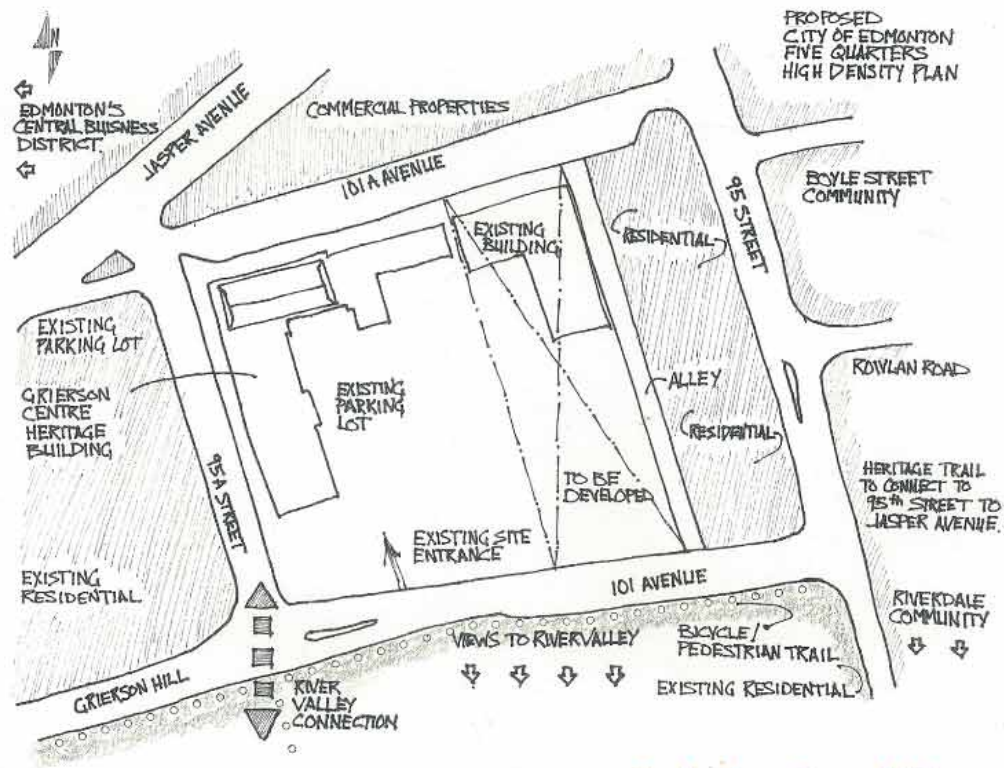 N
EDMONTON'S
CENTRAL BUISNESS
DISTRICT.
JASPER AVENUE
COMMERCIAL PROPERTIES
PROPOSED
CITY OF EDMONTON
FIVE QUARTERS
HIGH DENSITY PLAN
101 A AVENUE
95 STREET
BOYLE STREET
COMMUNITY
EXISTING
BUILDING
RESIDENTIAL
EXISTING
PARKING LOT
GRIERSON
CENTRE
HERITAGE
BUILDING
EXISTING
PARKING
LOT
ALLEY
ROWLAN ROAD
RESIDENTIAL
95 A STREET
TO BE
DEVELOPED
HERITAGE TRAIL
TO CONNECT TO
95th STREET TO
JASPER AVENUE.
EXISTING SITE
ENTRANCE
EXISTING
RESIDENTIAL
101 AVENUE
RIVERDALE
COMMUNITY
VIEWS TO RIVERVALLEY
BICYCLE/
PEDESTRIAN TRAIL
GRIERSON HILL
RIVER
VALLEY
CONNECTION
EXISTING RESIDENTIAL